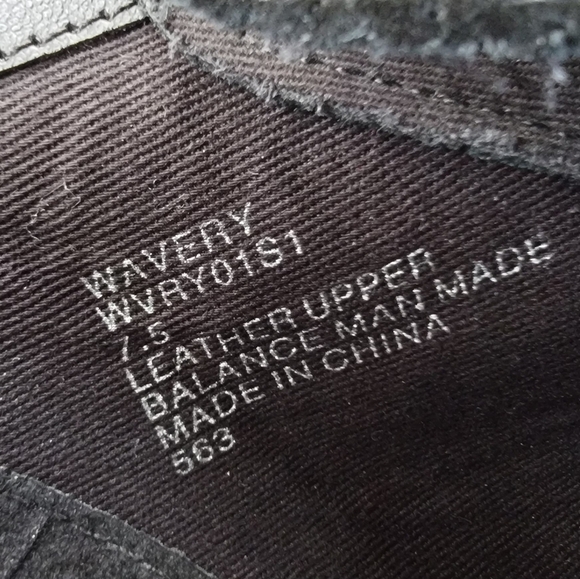 WAVERY
WVRY01S1
7.5
LEATHER UPPER
BALANCE MAN MADE
MADE IN CHINA
563